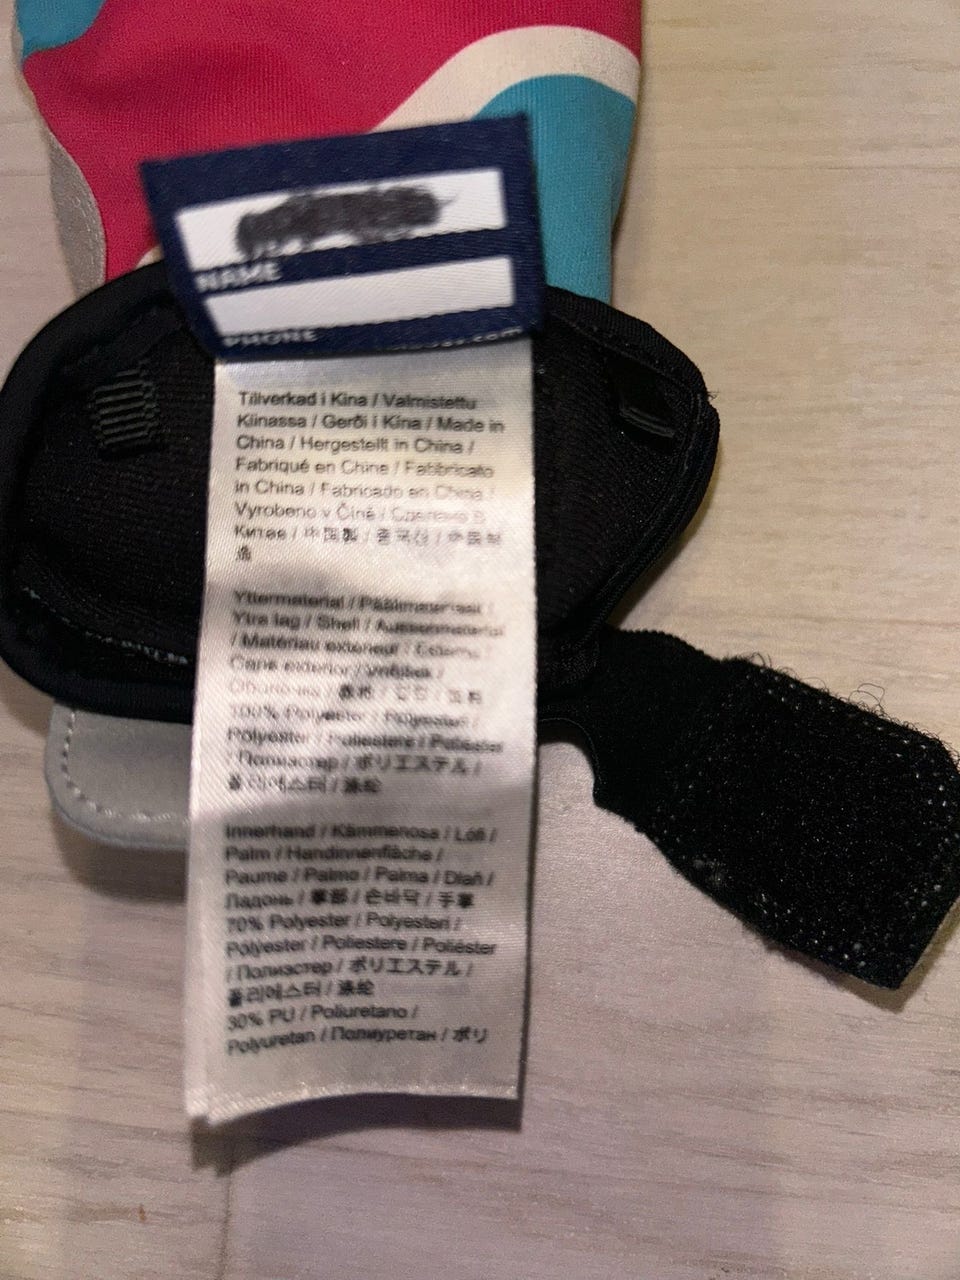 NAME
PHONE
Tillverkad i Kina / Valmistettu
Kiinassa / Gerði í Kína / Made in
China / Hergestellt in China /
Fabriqué en Chine / Fabbricato
in China / Fabricado en China /
Vyrobeno v Číně / Сделано в
Китае / 中国製 / 중국산 / 中国制
造
Yttermaterial / Päälimateriaali /
Ytra lag / Shell / Aussenmaterial
/ Matériau extérieur / Esterno /
Cane exterior / Vnějšek /
Оболочка /
100% Polyester / Polyesteri /
Polyester / Poliestere / Poliéster
/ Полиэстер / ポリエステル /
폴리에스터 / 涤纶
Innerhand / Kämmenosa / Lófi /
Palm / Handinnenfläche /
Paume / Palmo / Palma / Dlaň /
Ладонь / 掌部 / 손바닥 / 手掌
70% Polyester / Polyesteri /
Polyester / Poliestere / Poliéster
/ Полиэстер / ポリエステル /
폴리에스터 / 涤纶
30% PU / Poliuretano /
Polyuretan / Полиуретан / ポリ